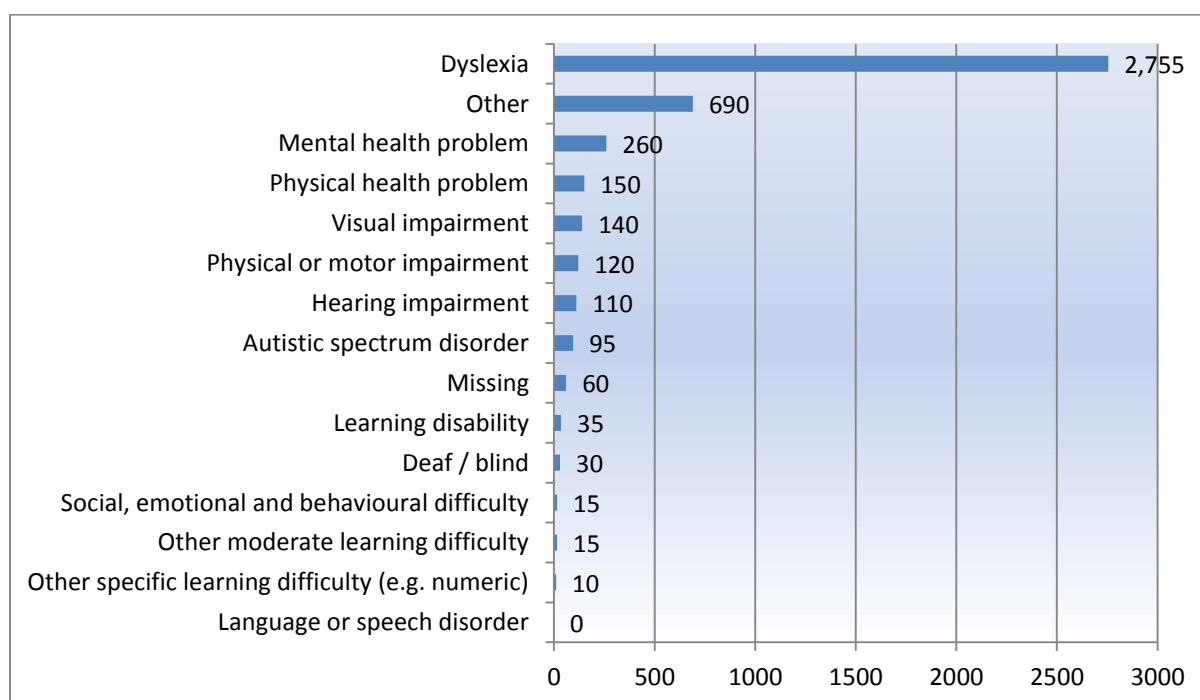 Dyslexia 2,755
Other 690
Mental health problem 260
Physical health problem 150
Visual impairment 140
Physical or motor impairment 120
Hearing impairment 110
Autistic spectrum disorder 95
Missing 60
Learning disability 35
Deaf / blind 30
Social, emotional and behavioural difficulty 15
Other moderate learning difficulty 15
Other specific learning difficulty (e.g. numeric) 10
Language or speech disorder 0
0 500 1000 1500 2000 2500 3000